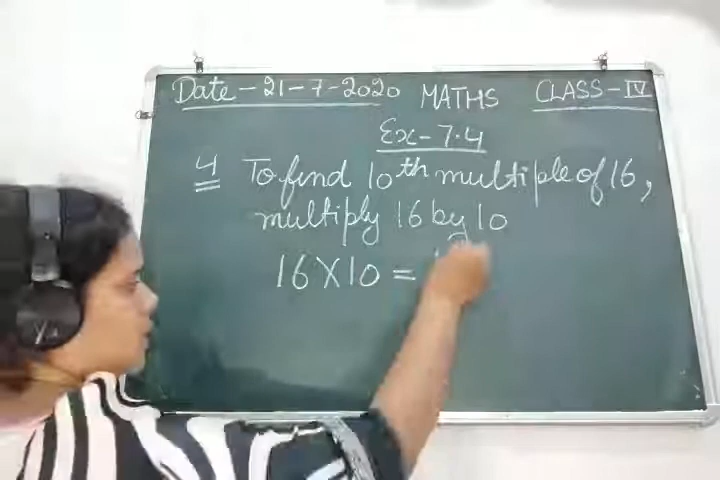 Date - 21-7-2020 MATHS CLASS-IV
Ex-7.4
4 To find 10th multiple of 16,
multiply 16 by 10
16 X 10 =